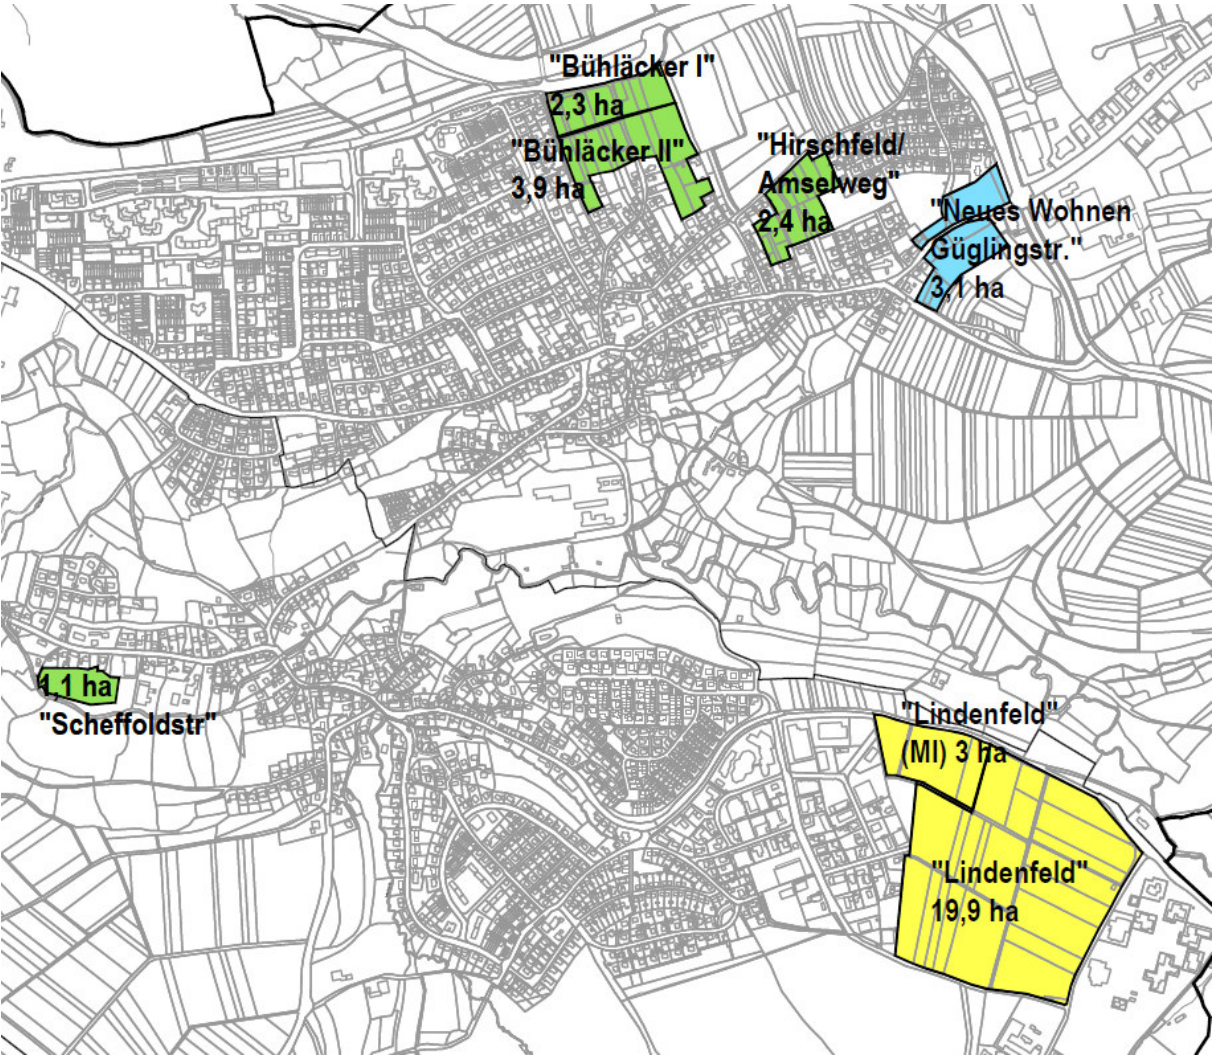 "Bühläcker I"
2,3 ha
"Bühläcker II"
3,9 ha
"Hirschfeld/
Amselweg"
2,4 ha
"Neues Wohnen
Güglingstr."
3,1 ha
1,1 ha
"Scheffoldstr"
"Lindenfeld"
(MI) 3 ha
"Lindenfeld"
19,9 ha